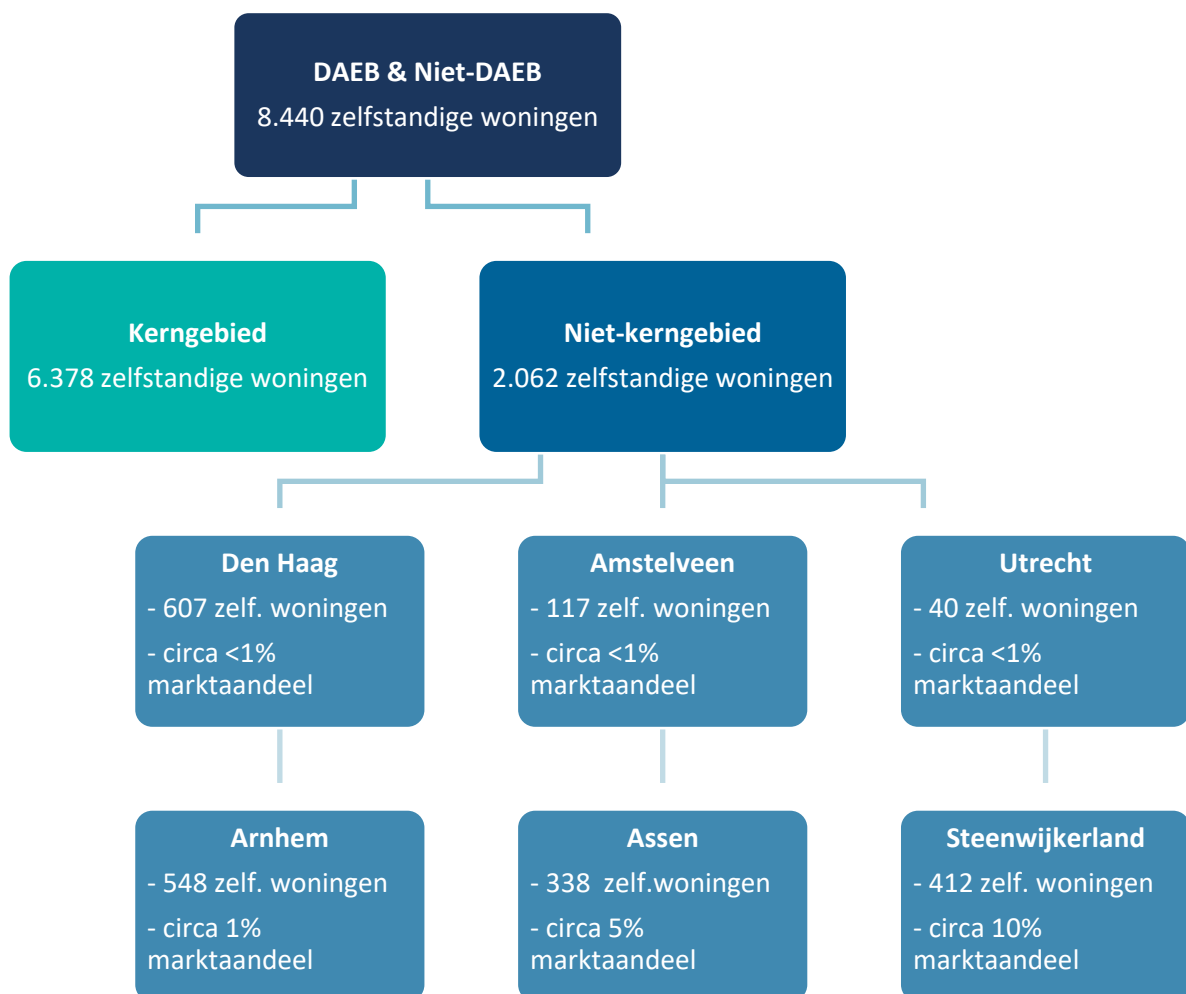 DAEB & Niet-DAEB
8.440 zelfstandige woningen
Kerngebied
6.378 zelfstandige woningen
Niet-kerngebied
2.062 zelfstandige woningen
Den Haag
- 607 zelf. woningen
- circa <1%
marktaandeel
Amstelveen
- 117 zelf. woningen
- circa <1%
marktaandeel
Utrecht
- 40 zelf. woningen
- circa <1%
marktaandeel
Arnhem
- 548 zelf. woningen
- circa 1%
marktaandeel
Assen
- 338  zelf.woningen
- circa 5%
marktaandeel
Steenwijkerland
- 412 zelf. woningen
- circa 10%
marktaandeel